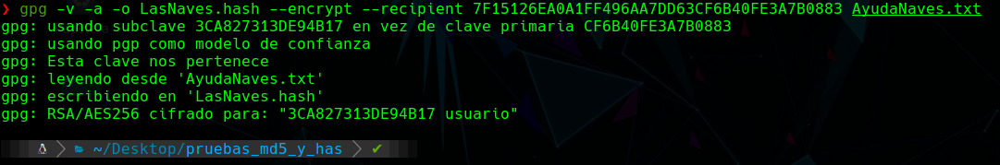 ❯ gpg -v -a -o LasNaves.hash --encrypt --recipient 7F15126EA0A1FF496AA7DD63CF6B40FE3A7B0883 AyudaNaves.txt
gpg: usando subclave 3CA827313DE94B17 en vez de clave primaria CF6B40FE3A7B0883
gpg: usando pgp como modelo de confianza
gpg: Esta clave nos pertenece
gpg: leyendo desde 'AyudaNaves.txt'
gpg: escribiendo en 'LasNaves.hash'
gpg: RSA/AES256 cifrado para: "3CA827313DE94B17 usuario"
~/Desktop/pruebas_md5_y_has ✔